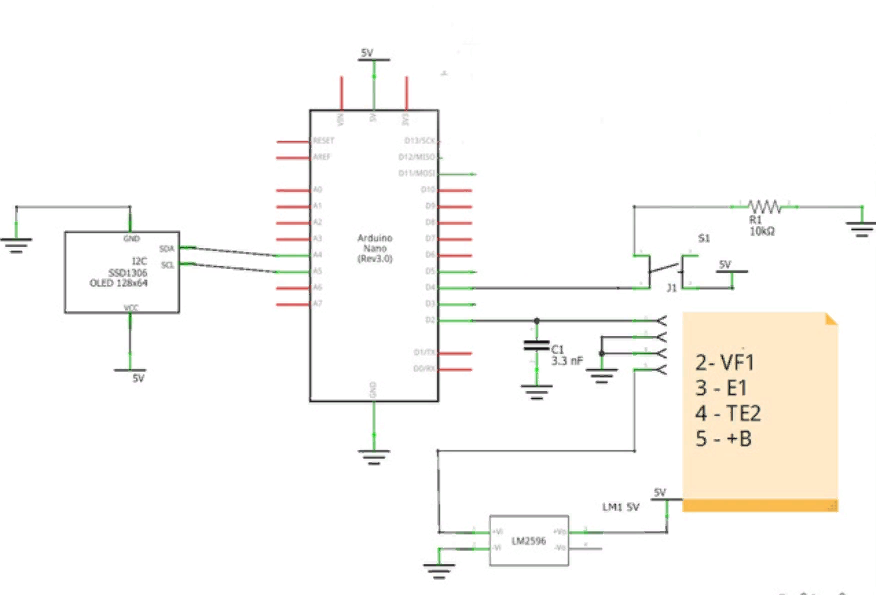 5V
VIN
5V
3V3
RESET
AREF
A0
A1
A2
A3
A4
A5
A6
A7
D13/SCK
D12/MISO
D11/MOSI
D10
D9
D8
D7
D6
D5
D4
D3
D2
D1/TX
D0/RX
GND
Arduino
Nano
(Rev3.0)
GND
SDA
SCL
I2C
SSD1306
OLED 128x64
VCC
5V
R1
10kΩ
S1
5V
J1
C1
3.3 nF
2- VF1
3 - E1
4 - TE2
5 - +B
LM1 5V
5V
+Vi
-Vi
LM2596
+Vo
-Vo